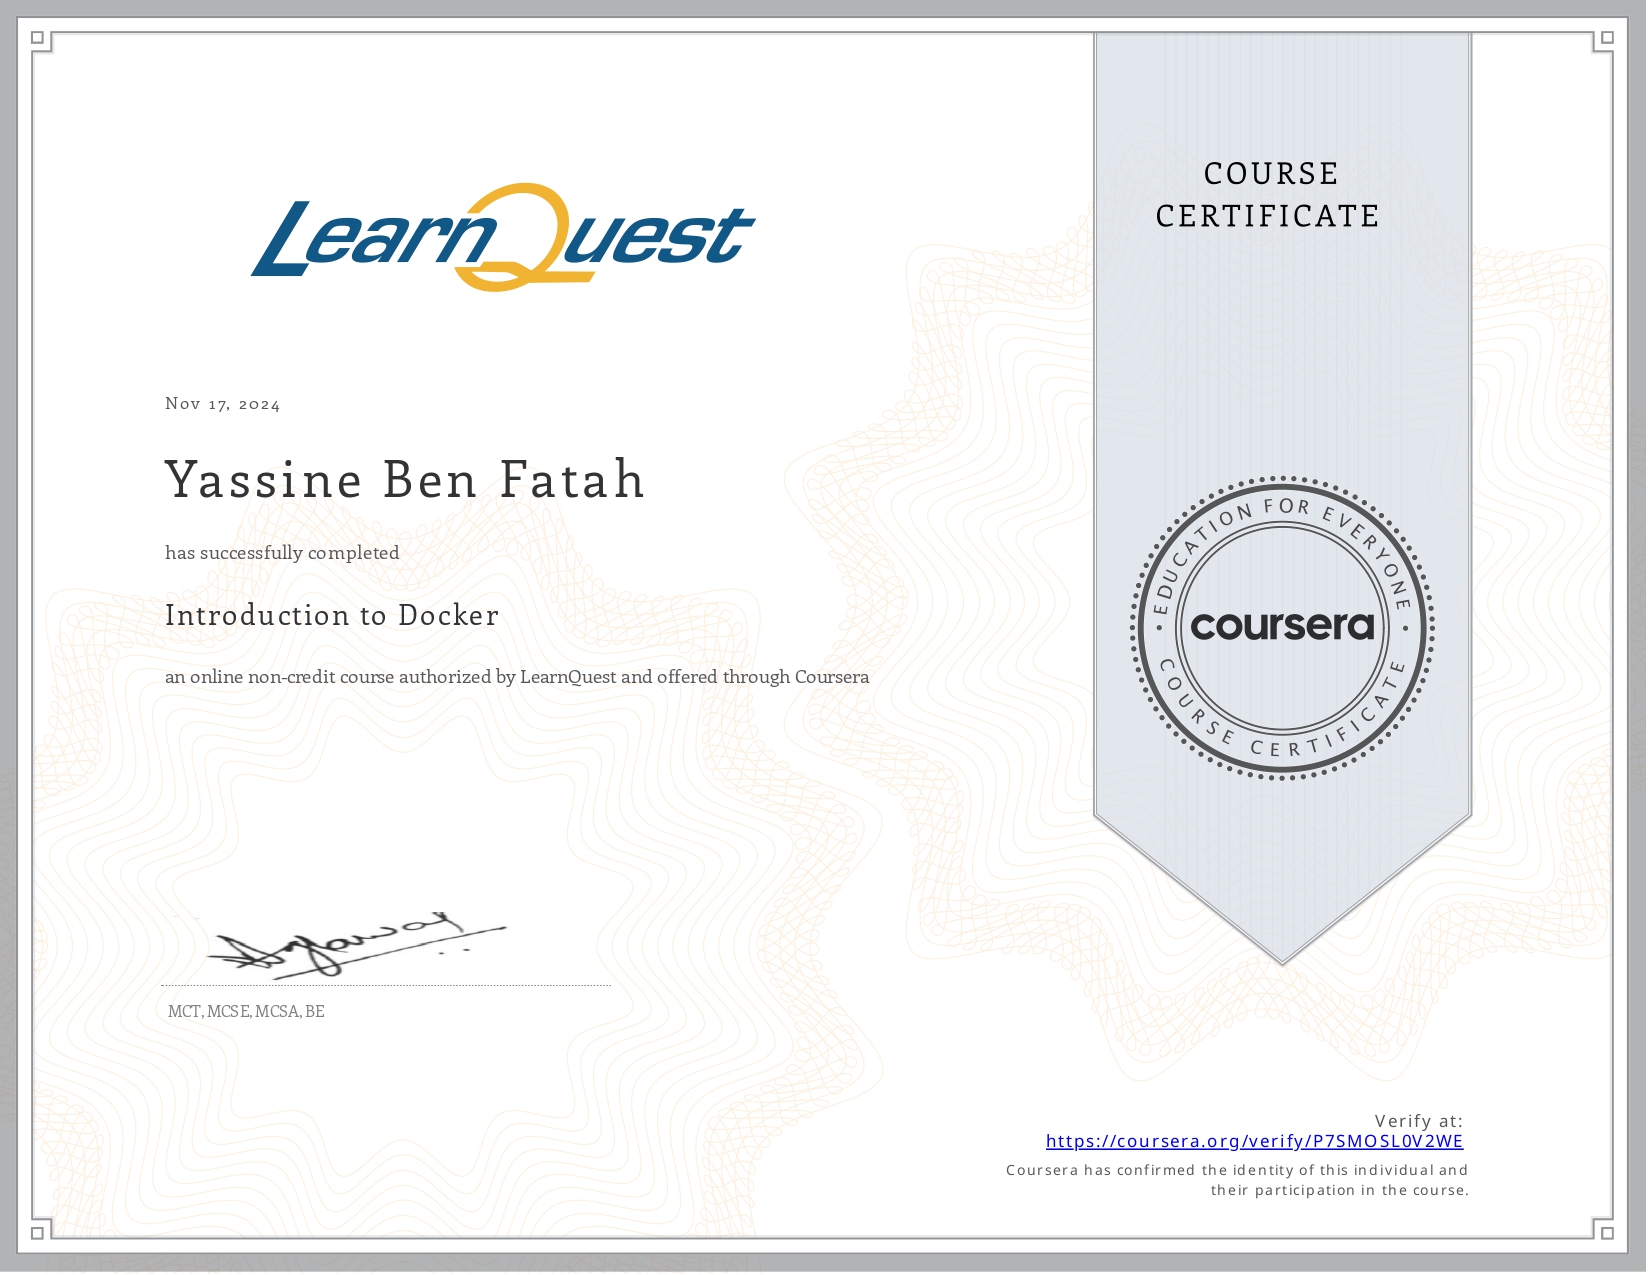 LearnQuest
COURSE
CERTIFICATE
Nov 17, 2024
Yassine Ben Fatah
has successfully completed
Introduction to Docker
an online non-credit course authorized by LearnQuest and offered through Coursera
EDUCATION FOR EVERYONE
coursera
COURSE CERTIFICATE
MCT, MCSE, MCSA, BE
Verify at:
https://coursera.org/verify/P7SMOSL0V2WE
Coursera has confirmed the identity of this individual and
their participation in the course.